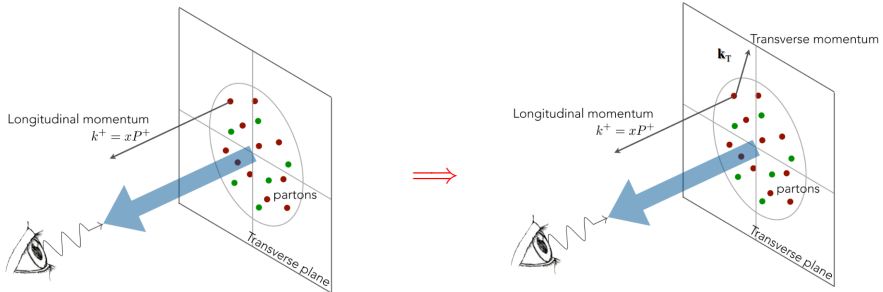 Longitudinal momentum
k⁺ = xP⁺
partons
Transverse plane
⟹
Transverse momentum
k_T
Longitudinal momentum
k⁺ = xP⁺
partons
Transverse plane